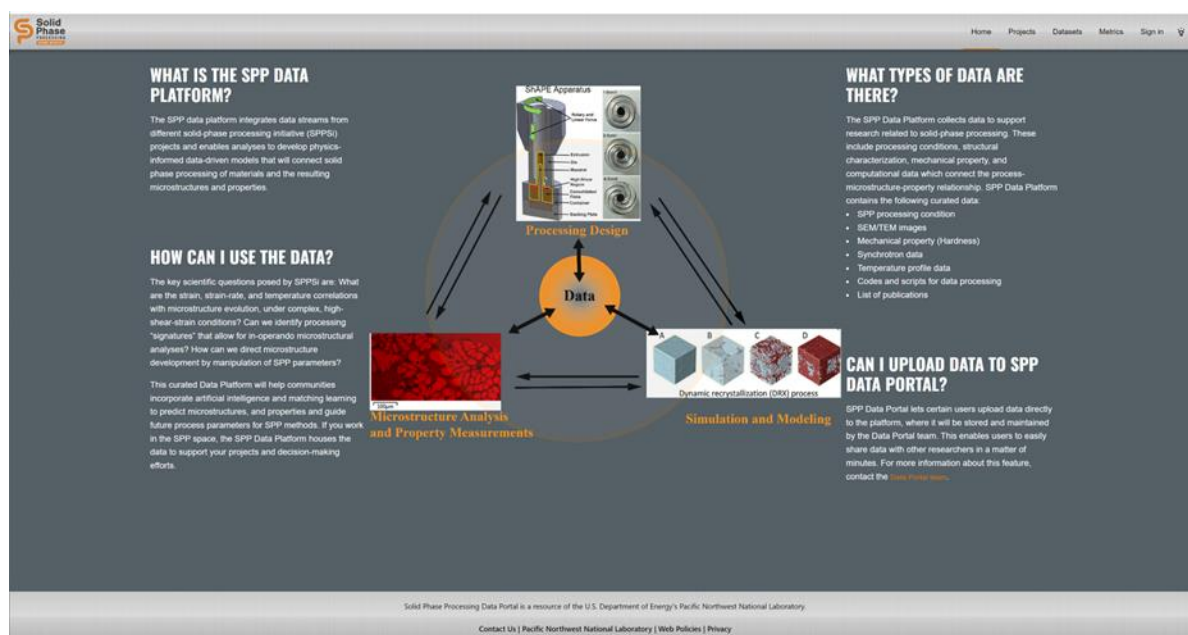 Solid
Phase
PROCESSING
Home
Projects
Datasets
Metrics
Sign in
WHAT IS THE SPP DATA
PLATFORM?
The SPP data platform integrates data streams from
different solid-phase processing initiative (SPPSi)
projects and enables analyses to develop physics-
informed data-driven models that will connect solid
phase processing of materials and the resulting
microstructures and properties.
HOW CAN I USE THE DATA?
The key scientific questions posed by SPPSi are: What
are the strain, strain-rate, and temperature correlations
with microstructure evolution, under complex, high-
shear-strain conditions? Can we identify processing
"signatures" that allow for in-operando microstructural
analyses? How can we direct microstructure
development by manipulation of SPP parameters?
This curated Data Platform will help communities
incorporate artificial intelligence and matching learning
to predict microstructures, and properties and guide
future process parameters for SPP methods. If you work
in the SPP space, the SPP Data Platform houses the
data to support your projects and decision-making
efforts.
ShAPE Apparatus
Rotary and
Linear Force
Extrusion
Die
Mandrel
High Shear
Region
Consolidated
Container
Backing Plate
Processing Design
Data
100μm
Microstructure Analysis
and Property Measurements
A B C D
Dynamic recrystallization (DRX) process
Simulation and Modeling
WHAT TYPES OF DATA ARE
THERE?
The SPP Data Platform collects data to support
research related to solid-phase processing. These
include processing conditions, structural
characterization, mechanical property, and
computational data which connect the process-
microstructure-property relationship. SPP Data Platform
contains the following curated data:
• SPP processing condition
• SEM/TEM images
• Mechanical property (Hardness)
• Synchrotron data
• Temperature profile data
• Codes and scripts for data processing
• List of publications
CAN I UPLOAD DATA TO SPP
DATA PORTAL?
SPP Data Portal lets certain users upload data directly
to the platform, where it will be stored and maintained
by the Data Portal team. This enables users to easily
share data with other researchers in a matter of
minutes. For more information about this feature,
contact the Data Portal team.
Solid Phase Processing Data Portal is a resource of the U.S. Department of Energy's Pacific Northwest National Laboratory.
Contact Us | Pacific Northwest National Laboratory | Web Policies | Privacy